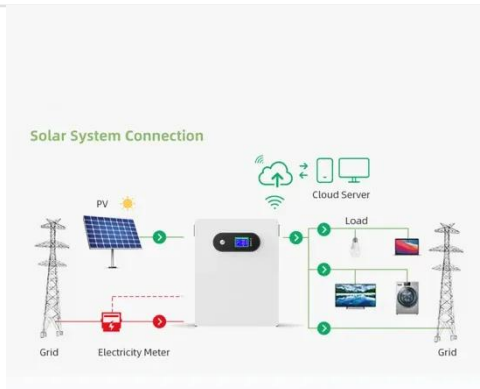 Solar System Connection
Cloud Server
PV
Load
Grid
Electricity Meter
Grid